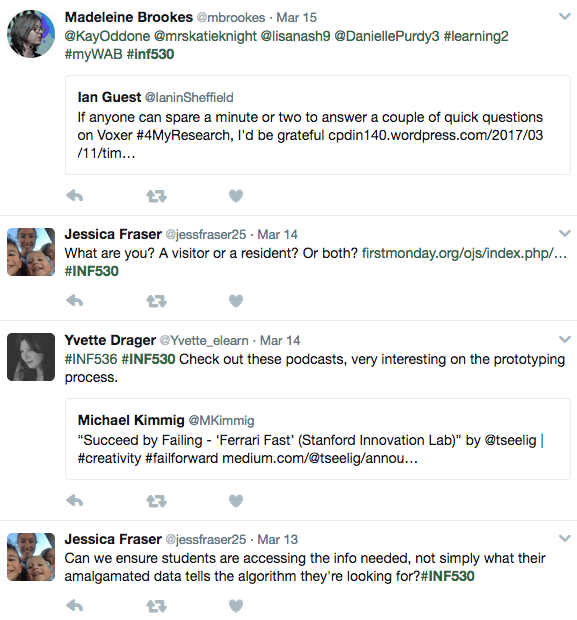 Madeleine Brookes @mbrookes · Mar 15
@KayOddone @mrskatieknight @lisanash9 @DaniellePurdy3 #learning2
#myWAB #inf530
Ian Guest @IaninSheffield
If anyone can spare a minute or two to answer a couple of quick questions
on Voxer #4MyResearch, I'd be grateful cpdin140.wordpress.com/2017/03
/11/tim…
Jessica Fraser @jessfraser25 · Mar 14
What are you? A visitor or a resident? Or both? firstmonday.org/ojs/index.php/…
#INF530
Yvette Drager @Yvette_elearn · Mar 14
#INF536 #INF530 Check out these podcasts, very interesting on the prototyping
process.
Michael Kimmig @MKimmig
“Succeed by Failing - ‘Ferrari Fast’ (Stanford Innovation Lab)” by @tseelig |
#creativity #failforward medium.com/@tseelig/annou…
Jessica Fraser @jessfraser25 · Mar 13
Can we ensure students are accessing the info needed, not simply what their
amalgamated data tells the algorithm they're looking for?#INF530